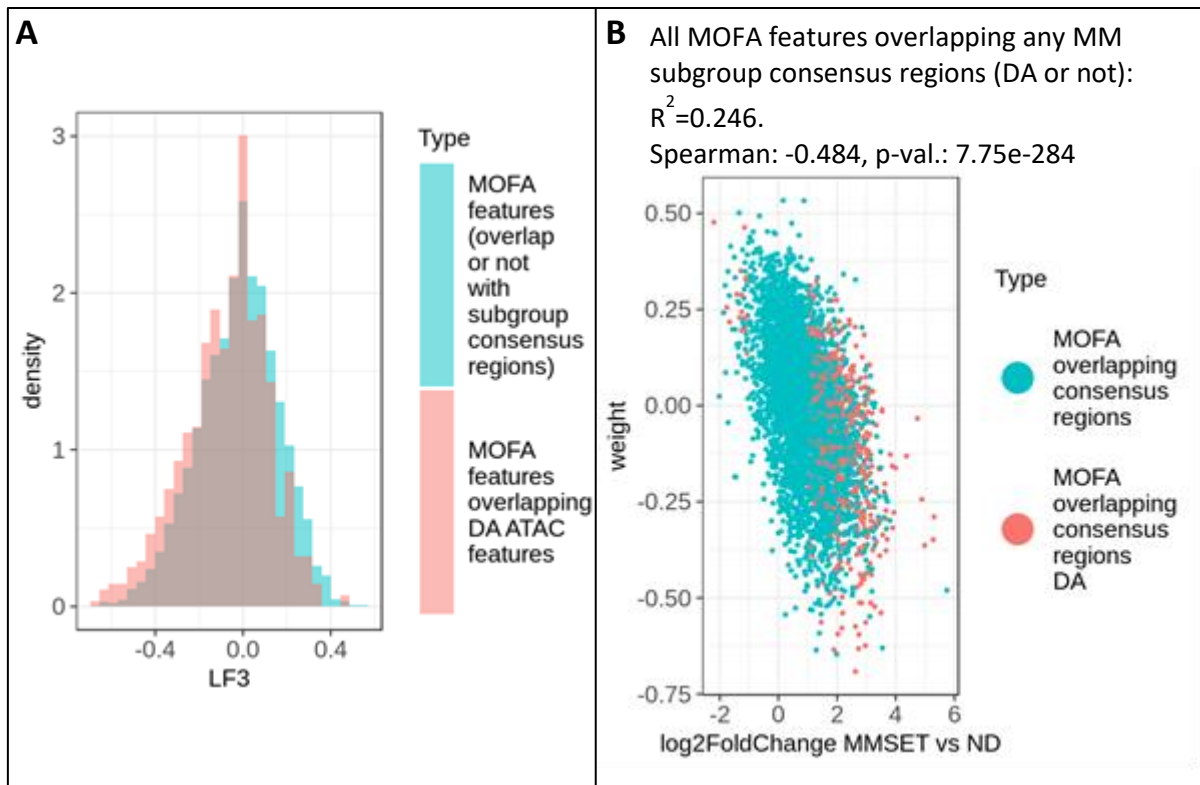 A
3
2
1
0
density
-0.4
0.0
0.4
LF3
Type
MOFA
features
(overlap
or not
with
subgroup
consensus
regions)
MOFA
features
overlapping
DA ATAC
features
B
All MOFA features overlapping any MM
subgroup consensus regions (DA or not):
R²=0.246.
Spearman: -0.484, p-val.: 7.75e-284
0.50
0.25
0.00
-0.25
-0.50
-0.75
weight
-2 0 2 4 6
log2FoldChange MMSET vs ND
Type
MOFA
overlapping
consensus
regions
MOFA
overlapping
consensus
regions
DA